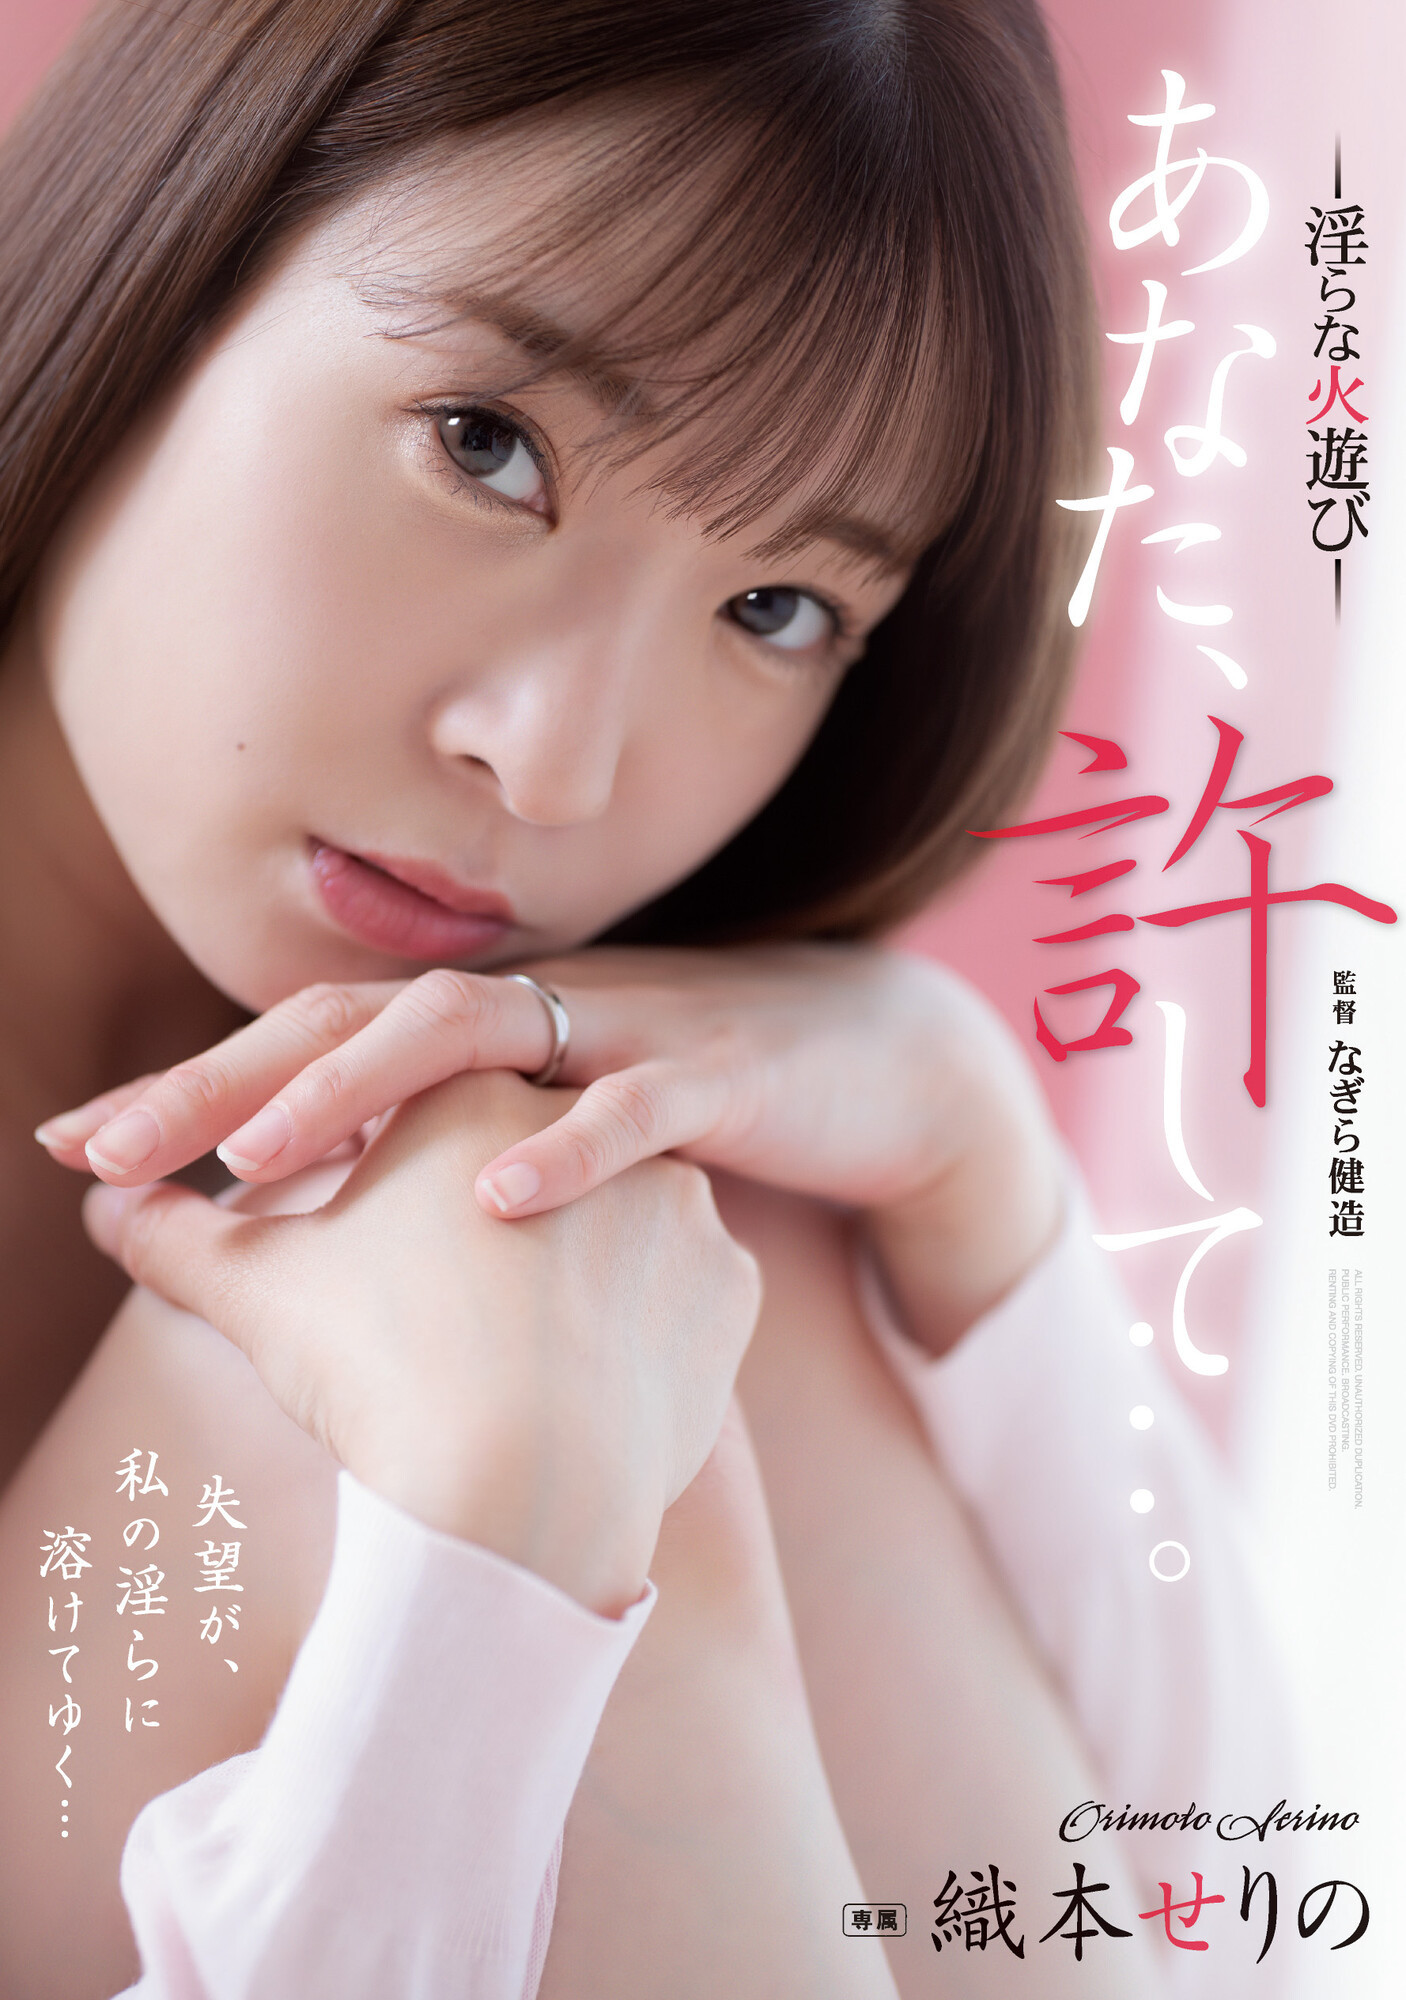 ―淫らな火遊び―
あなた、許して…。
監督 なぎら健造
ALL RIGHTS RESERVED. UNAUTHORIZED DUPLICATION.
PUBLIC PERFORMANCE. BROADCASTING.
RENTING AND COPYING OF THIS DVD PROHIBITED.
失望が、
私の淫らに
溶けてゆく…
Orimoto Serino
専属 織本せりの